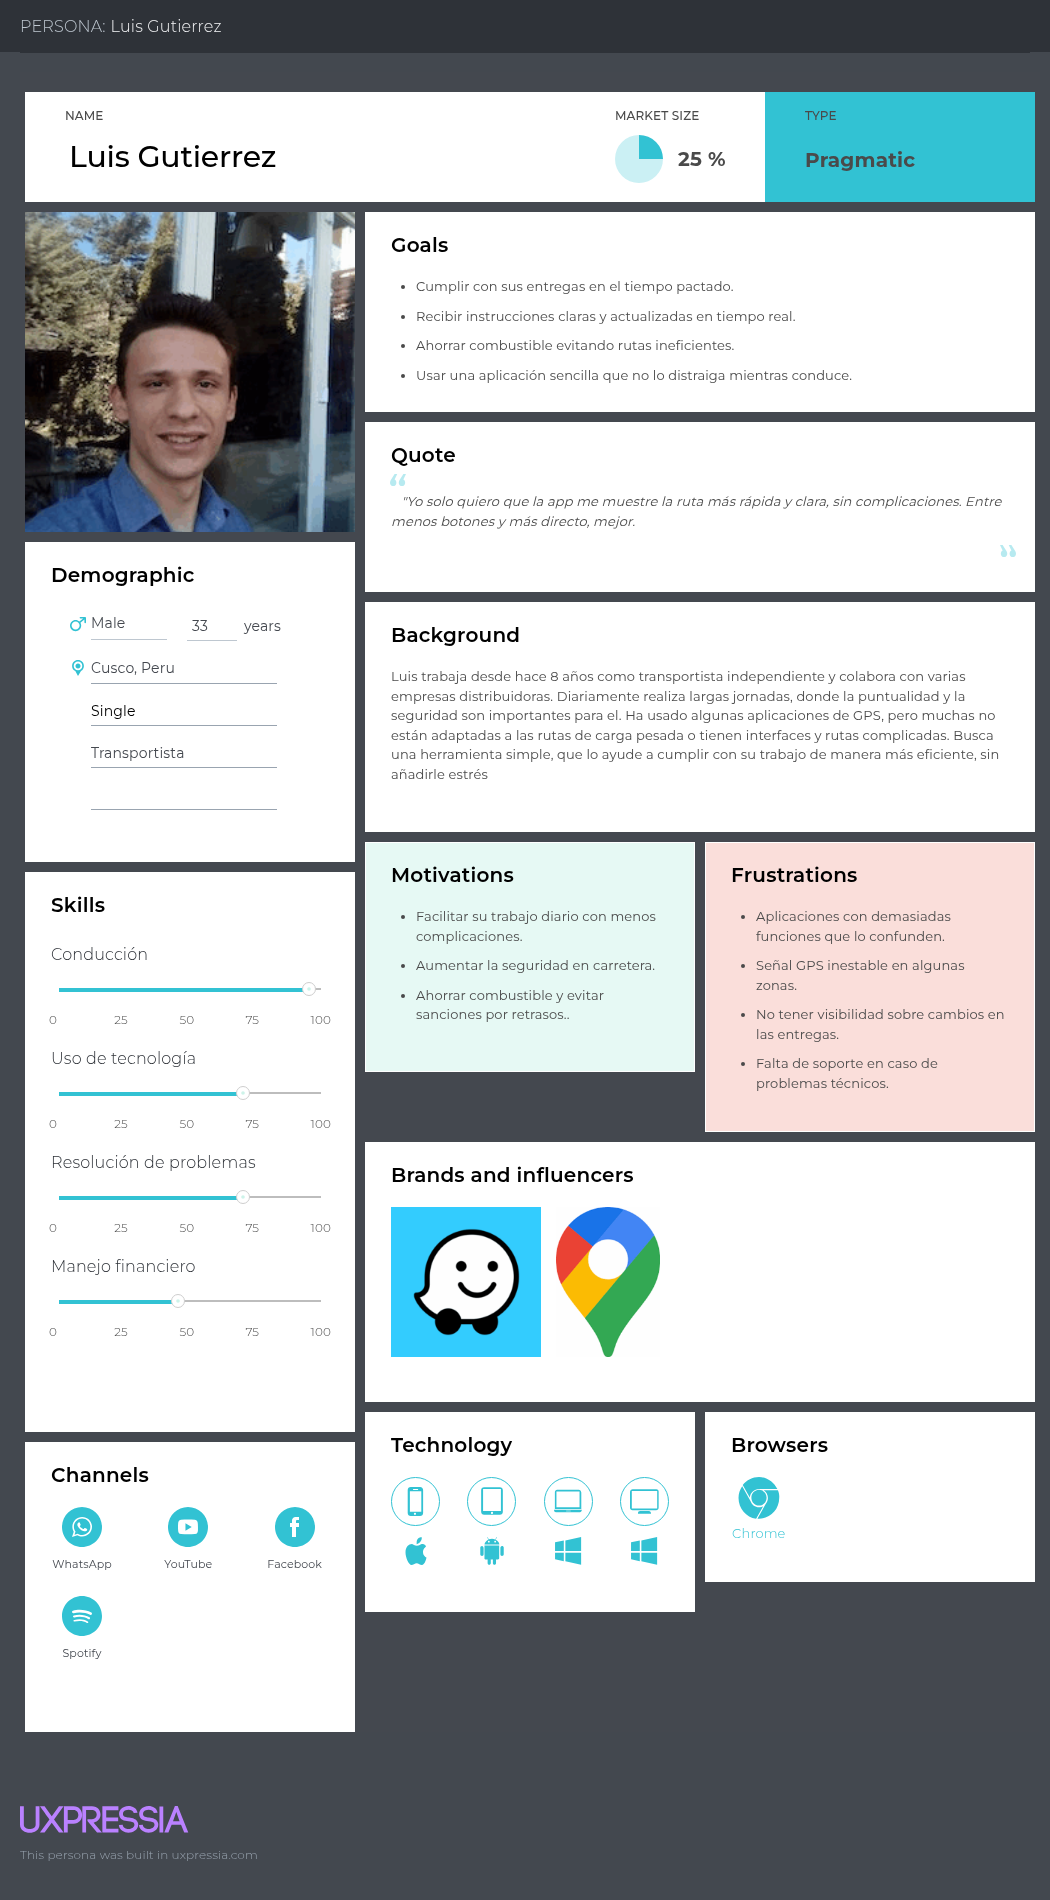 PERSONA: Luis Gutierrez
NAME
Luis Gutierrez
MARKET SIZE
25 %
TYPE
Pragmatic
Demographic
Male
33 years
Cusco, Peru
Single
Transportista
Skills
Conducción
0 25 50 75 100
Uso de tecnología
0 25 50 75 100
Resolución de problemas
0 25 50 75 100
Manejo financiero
0 25 50 75 100
Channels
WhatsApp YouTube Facebook
Spotify
Goals
Cumplir con sus entregas en el tiempo pactado.
Recibir instrucciones claras y actualizadas en tiempo real.
Ahorrar combustible evitando rutas ineficientes.
Usar una aplicación sencilla que no lo distraiga mientras conduce.
Quote
“
"Yo solo quiero que la app me muestre la ruta más rápida y clara, sin complicaciones. Entre
menos botones y más directo, mejor.
”
Background
Luis trabaja desde hace 8 años como transportista independiente y colabora con varias
empresas distribuidoras. Diariamente realiza largas jornadas, donde la puntualidad y la
seguridad son importantes para el. Ha usado algunas aplicaciones de GPS, pero muchas no
están adaptadas a las rutas de carga pesada o tienen interfaces y rutas complicadas. Busca
una herramienta simple, que lo ayude a cumplir con su trabajo de manera más eficiente, sin
añadirle estrés
Motivations
Facilitar su trabajo diario con menos
complicaciones.
Aumentar la seguridad en carretera.
Ahorrar combustible y evitar
sanciones por retrasos..
Frustrations
Aplicaciones con demasiadas
funciones que lo confunden.
Señal GPS inestable en algunas
zonas.
No tener visibilidad sobre cambios en
las entregas.
Falta de soporte en caso de
problemas técnicos.
Brands and influencers
Technology
Browsers
Chrome
UXPRESSIA
This persona was built in uxpressia.com